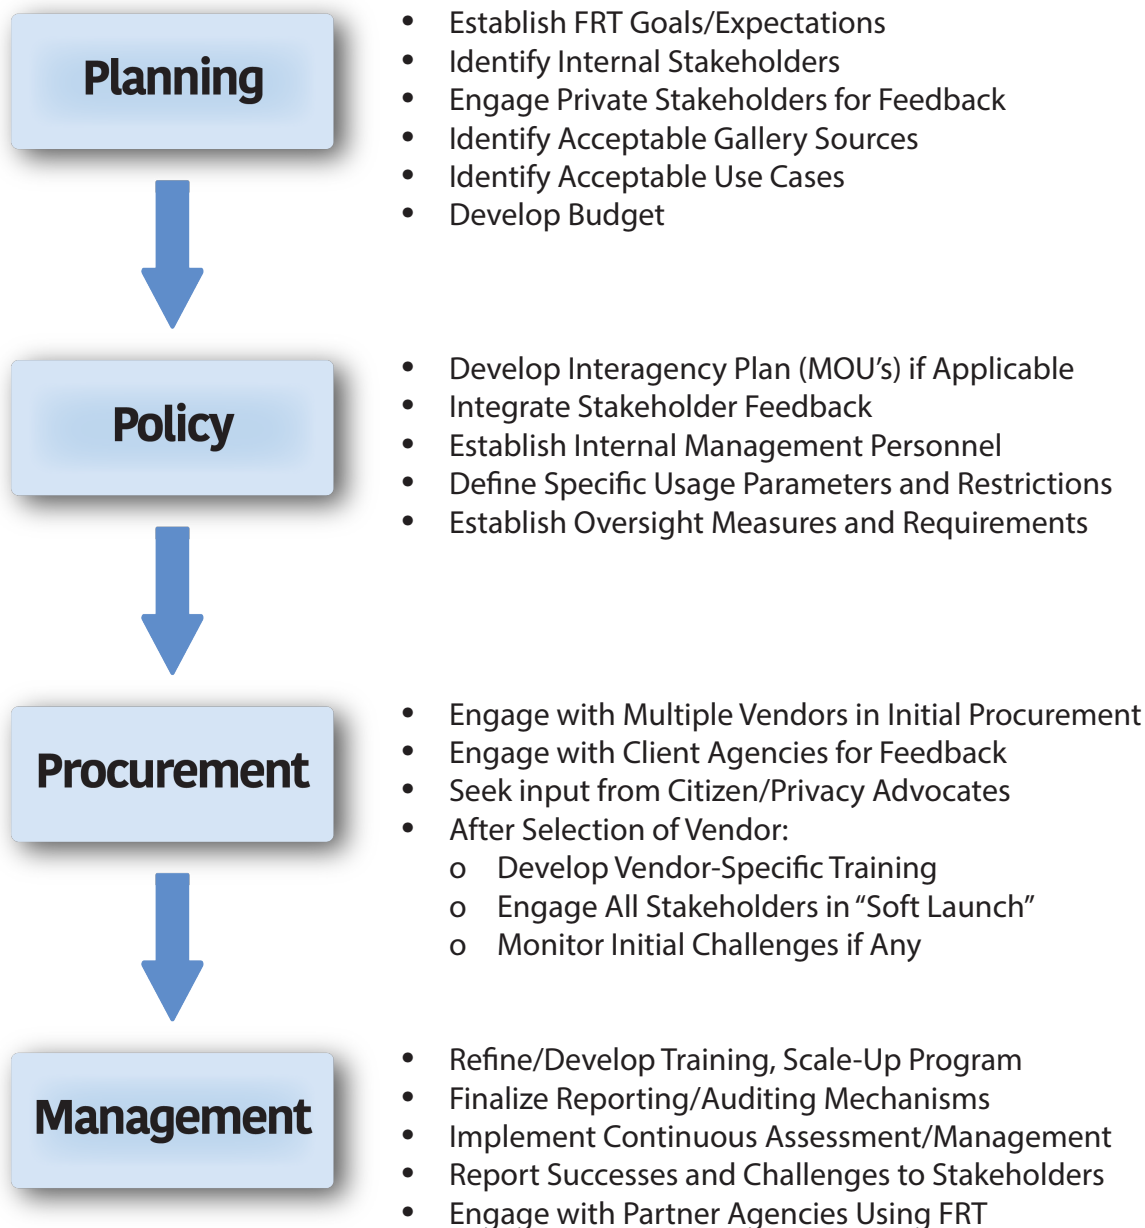 Planning
• Establish FRT Goals/Expectations
• Identify Internal Stakeholders
• Engage Private Stakeholders for Feedback
• Identify Acceptable Gallery Sources
• Identify Acceptable Use Cases
• Develop Budget
Policy
• Develop Interagency Plan (MOU's) if Applicable
• Integrate Stakeholder Feedback
• Establish Internal Management Personnel
• Define Specific Usage Parameters and Restrictions
• Establish Oversight Measures and Requirements
Procurement
• Engage with Multiple Vendors in Initial Procurement
• Engage with Client Agencies for Feedback
• Seek input from Citizen/Privacy Advocates
• After Selection of Vendor:
o Develop Vendor-Specific Training
o Engage All Stakeholders in “Soft Launch”
o Monitor Initial Challenges if Any
Management
• Refine/Develop Training, Scale-Up Program
• Finalize Reporting/Auditing Mechanisms
• Implement Continuous Assessment/Management
• Report Successes and Challenges to Stakeholders
• Engage with Partner Agencies Using FRT